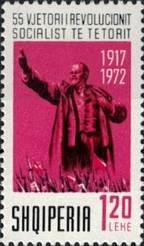 55 VJETORI I REVOLUCIONIT
SOCIALIST TE TETORIT
1917
1972
SHQIPERIA 1.20
LEKE